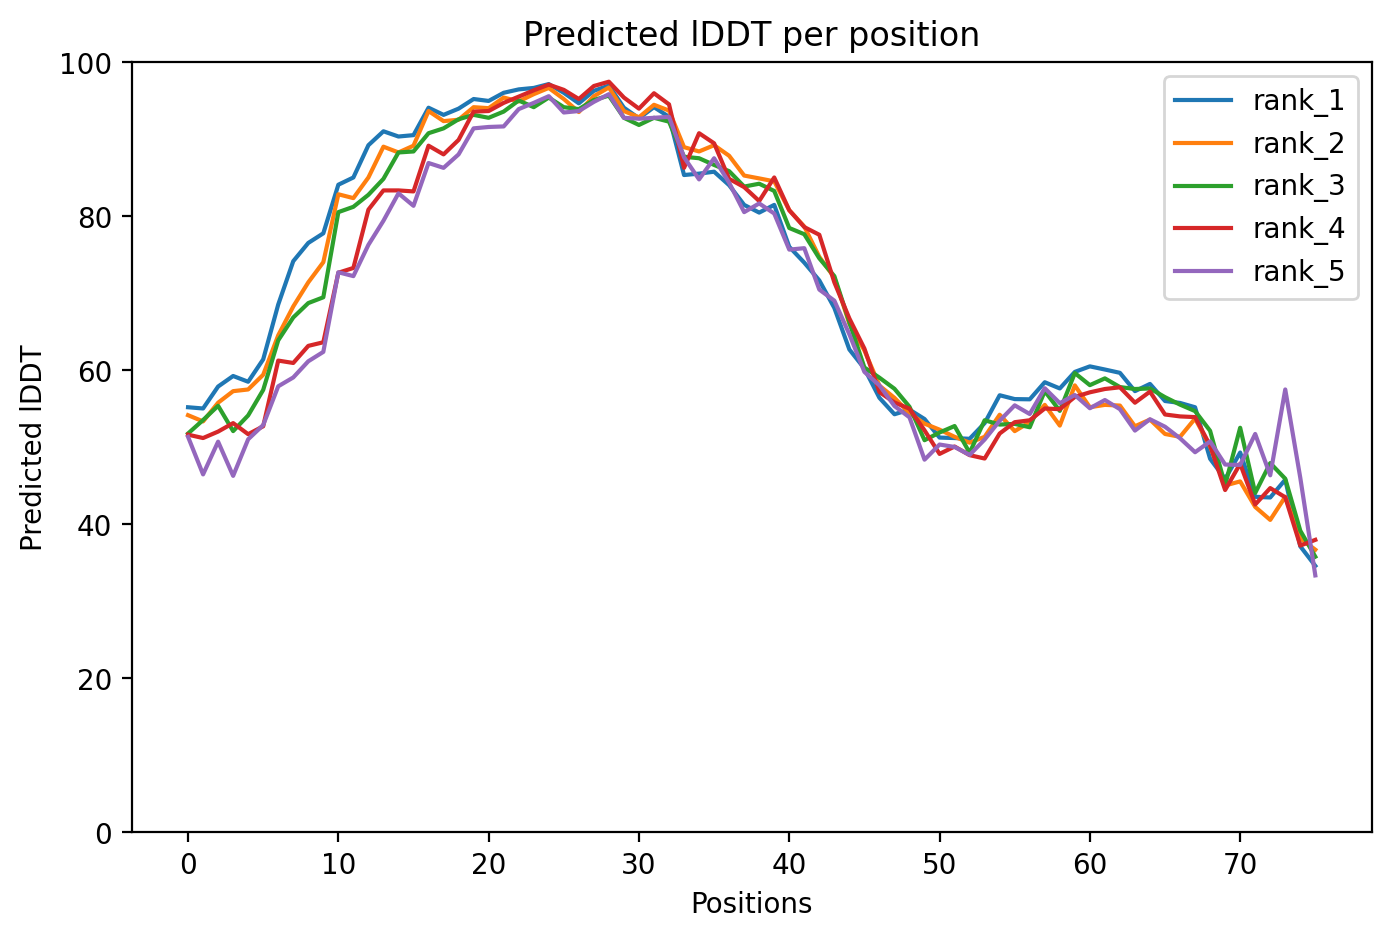 Predicted lDDT per position
100
80
60
40
20
0
Predicted lDDT
0 10 20 30 40 50 60 70
Positions
rank_1
rank_2
rank_3
rank_4
rank_5